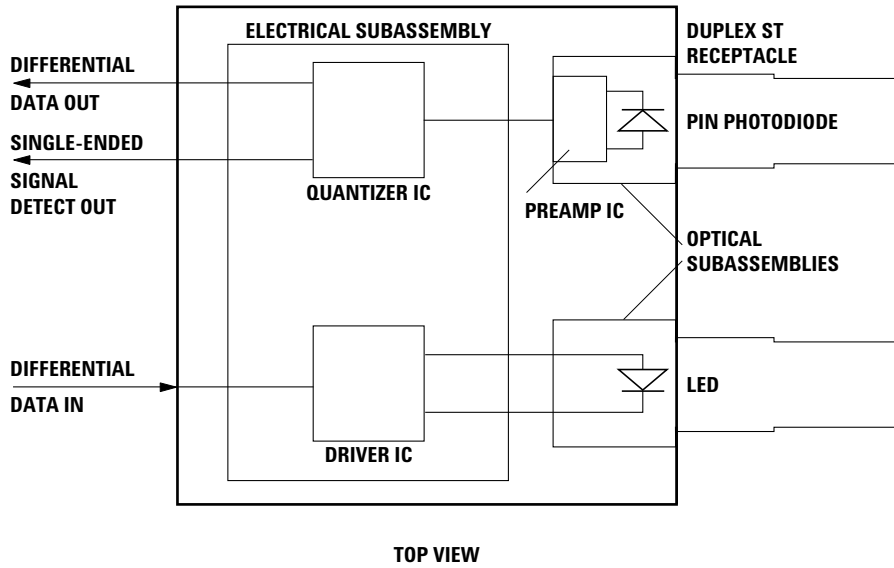 ELECTRICAL SUBASSEMBLY
DUPLEX ST
RECEPTACLE
DIFFERENTIAL
DATA OUT
SINGLE-ENDED
SIGNAL
DETECT OUT
QUANTIZER IC
PREAMP IC
PIN PHOTODIODE
OPTICAL
SUBASSEMBLIES
DIFFERENTIAL
DATA IN
DRIVER IC
LED
TOP VIEW